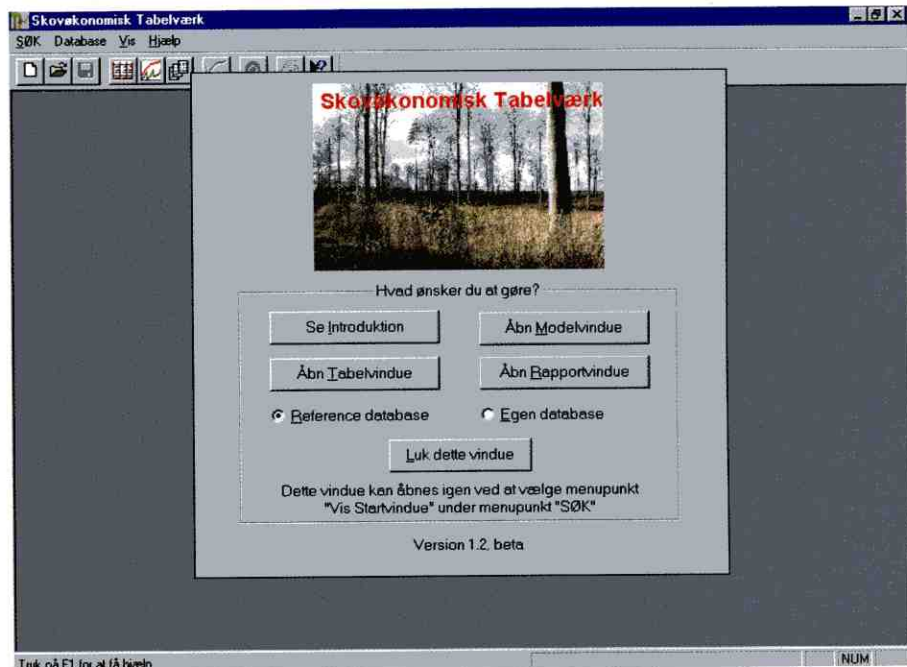 Skovøkonomisk Tabelværk
SØK Database Vis Hjælp
Skovøkonomisk Tabelværk
Hvad ønsker du at gøre?
Se Introduktion
Åbn Modelvindue
Åbn Tabelvindue
Åbn Rapportvindue
Reference database
Egen database
Luk dette vindue
Dette vindue kan åbnes igen ved at vælge menupunkt
"Vis Startvindue" under menupunkt "SØK"
Version 1.2, beta
Tryk på F1 for at få hjælp
NUM